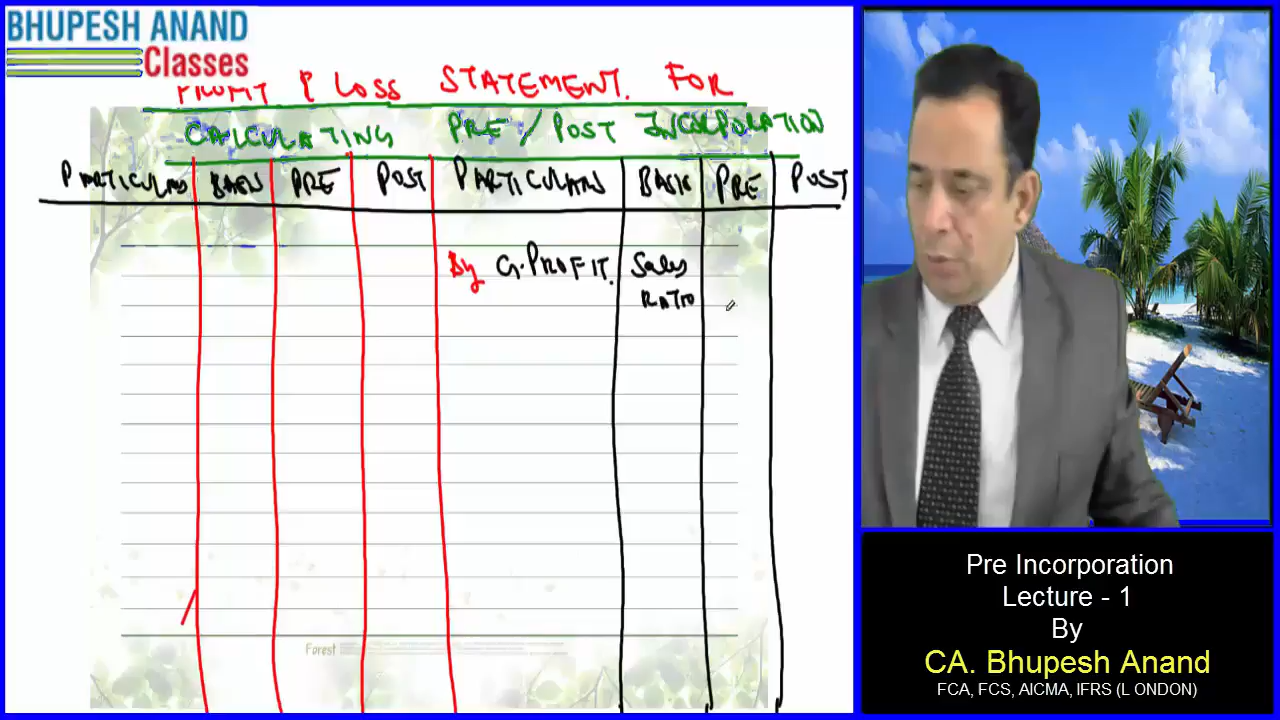 BHUPESH ANAND
Classes
PROFIT & LOSS STATEMENT FOR
CALCULATING PRE / POST INCORPORATION
PARTICULARS BASIS PRE POST PARTICULARS BASIS PRE POST
By G.PROFIT. Sales
RATIO
Forest
Pre Incorporation
Lecture - 1
By
CA. Bhupesh Anand
FCA, FCS, AICMA, IFRS (L ONDON)